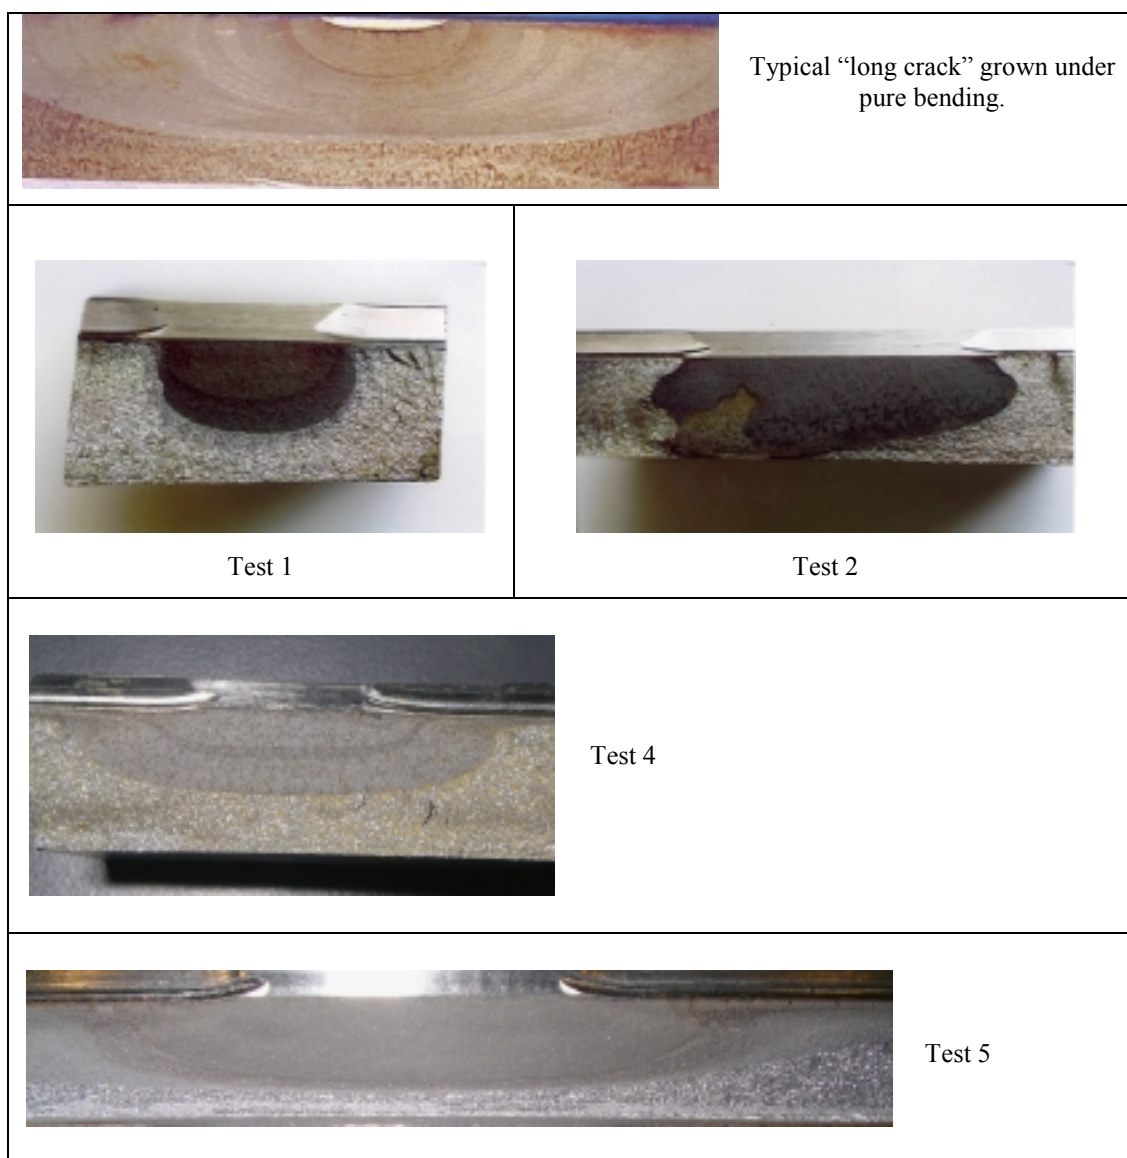 Typical “long crack” grown under
pure bending.
Test 1
Test 2
Test 4
Test 5